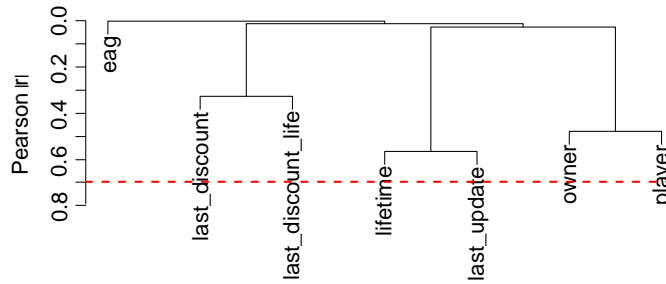 Pearson |r|
0.0
0.2
0.4
0.6
0.8
eag
last_discount
last_discount_life
lifetime
last_update
owner
player